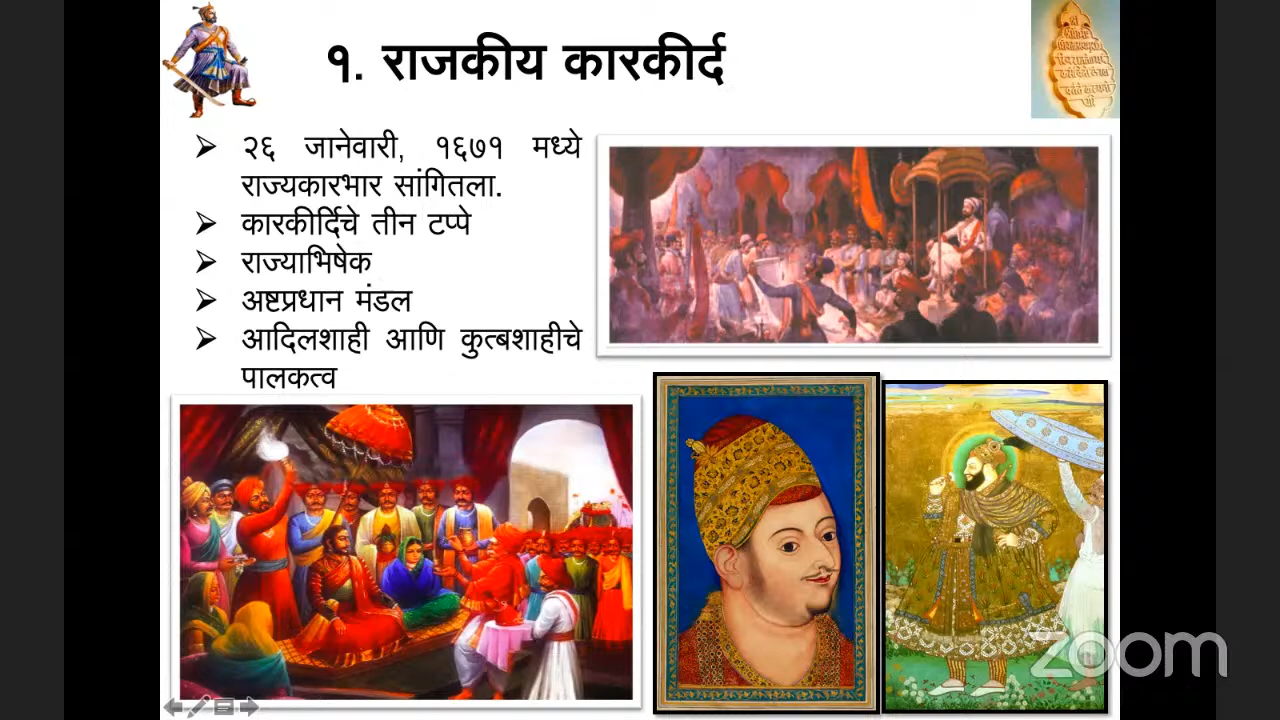 १. राजकीय कारकीर्द
२६ जानेवारी, १६७१ मध्ये
राज्यकारभार सांगितला.
कारकीर्दिचे तीन टप्पे
राज्याभिषेक
अष्टप्रधान मंडल
आदिलशाही आणि कुत्बशाहीचे
पालकत्व
zoom